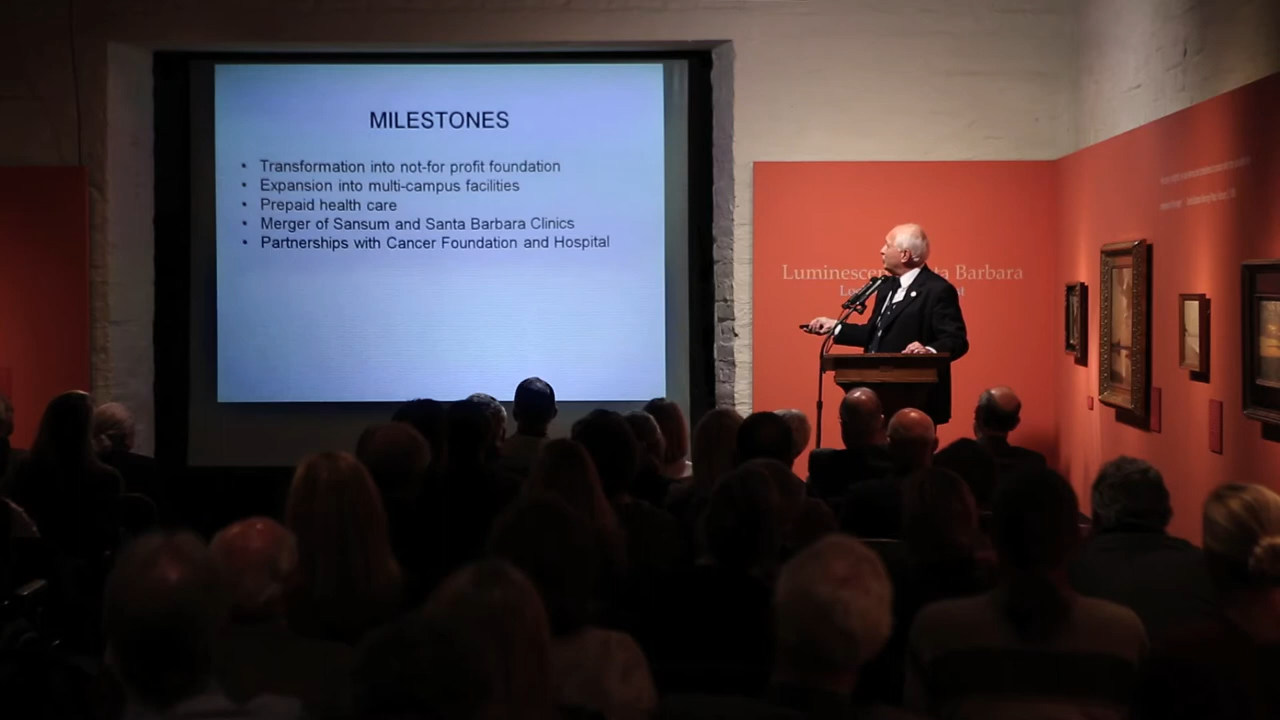 MILESTONES
• Transformation into not-for profit foundation
• Expansion into multi-campus facilities
• Prepaid health care
• Merger of Sansum and Santa Barbara Clinics
• Partnerships with Cancer Foundation and Hospital
Barbara